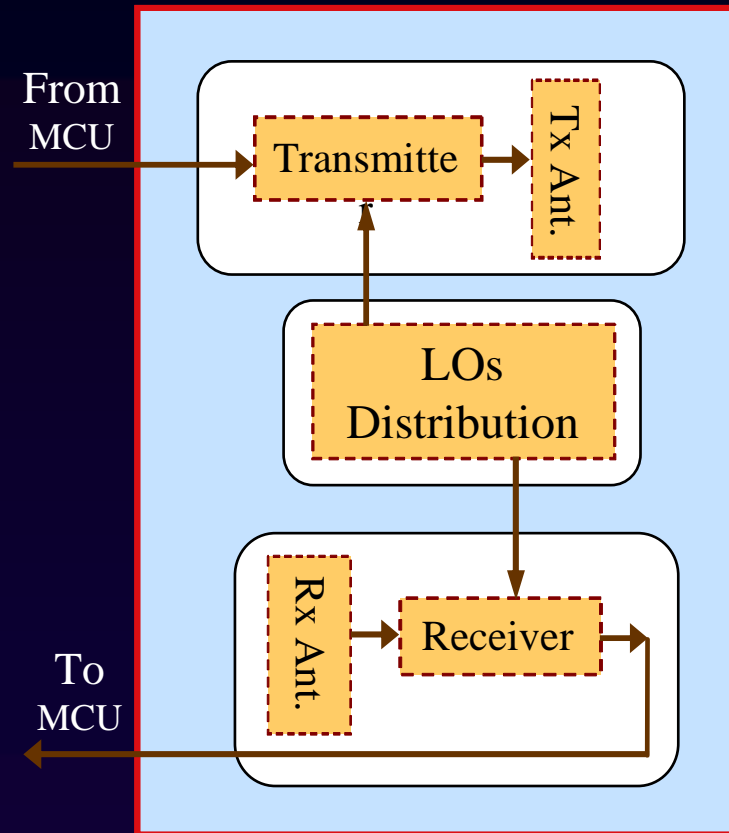 From
MCU
Transmitte
r
Tx Ant.
LOs
Distribution
Rx Ant.
Receiver
To
MCU